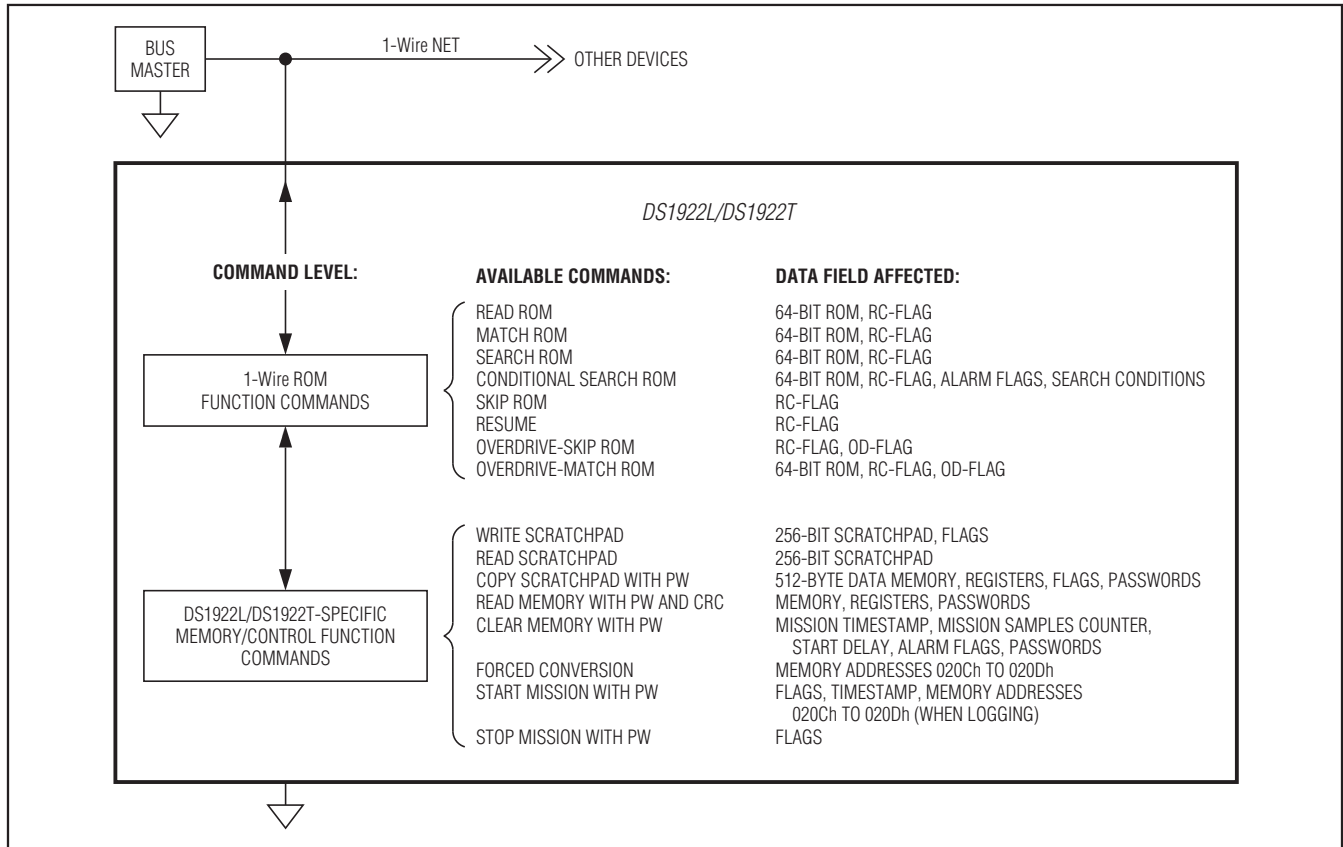 BUS
MASTER
1-Wire NET
OTHER DEVICES
DS1922L/DS1922T
COMMAND LEVEL: AVAILABLE COMMANDS: DATA FIELD AFFECTED:
1-Wire ROM
FUNCTION COMMANDS
READ ROM 64-BIT ROM, RC-FLAG
MATCH ROM 64-BIT ROM, RC-FLAG
SEARCH ROM 64-BIT ROM, RC-FLAG
CONDITIONAL SEARCH ROM 64-BIT ROM, RC-FLAG, ALARM FLAGS, SEARCH CONDITIONS
SKIP ROM RC-FLAG
RESUME RC-FLAG
OVERDRIVE-SKIP ROM RC-FLAG, OD-FLAG
OVERDRIVE-MATCH ROM 64-BIT ROM, RC-FLAG, OD-FLAG
DS1922L/DS1922T-SPECIFIC
MEMORY/CONTROL FUNCTION
COMMANDS
WRITE SCRATCHPAD 256-BIT SCRATCHPAD, FLAGS
READ SCRATCHPAD 256-BIT SCRATCHPAD
COPY SCRATCHPAD WITH PW 512-BYTE DATA MEMORY, REGISTERS, FLAGS, PASSWORDS
READ MEMORY WITH PW AND CRC MEMORY, REGISTERS, PASSWORDS
CLEAR MEMORY WITH PW MISSION TIMESTAMP, MISSION SAMPLES COUNTER,
START DELAY, ALARM FLAGS, PASSWORDS
FORCED CONVERSION MEMORY ADDRESSES 020Ch TO 020Dh
START MISSION WITH PW FLAGS, TIMESTAMP, MEMORY ADDRESSES
020Ch TO 020Dh (WHEN LOGGING)
STOP MISSION WITH PW FLAGS